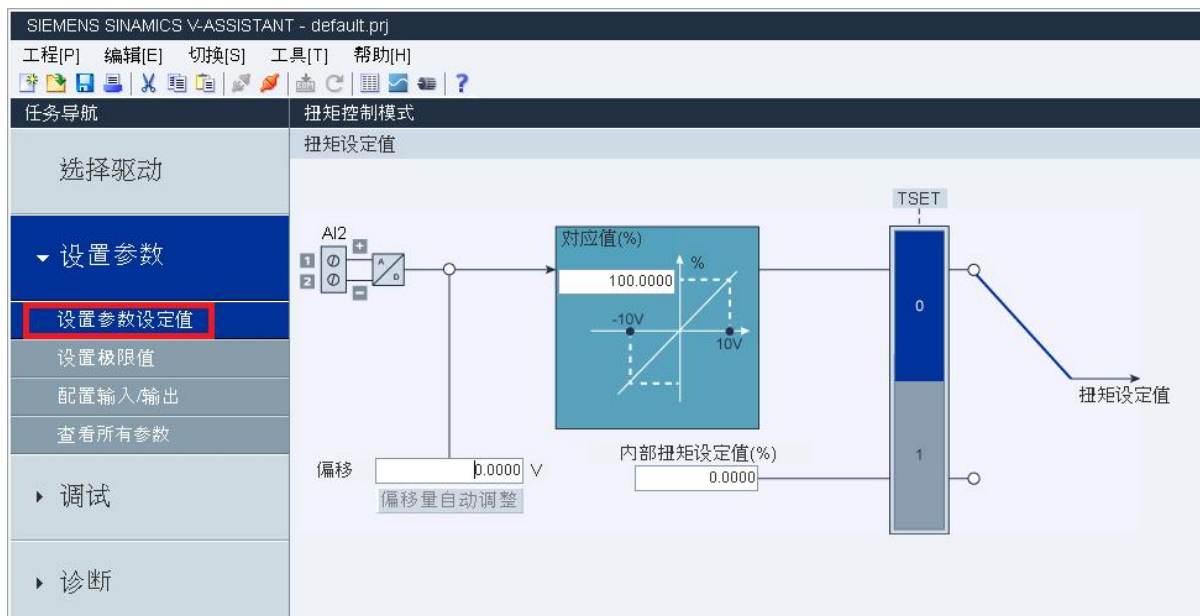 SIEMENS SINAMICS V-ASSISTANT - default.prj
工程[P] 编辑[E] 切换[S] 工具[T] 帮助[H]
任务导航
扭矩控制模式
扭矩设定值
选择驱动
设置参数
设置参数设定值
设置极限值
配置输入/输出
查看所有参数
调试
诊断
TSET
AI2
1
2
A
D
对应值(%)
100.0000
%
-10V
10V
0
1
扭矩设定值
偏移
0.0000 V
偏移量自动调整
内部扭矩设定值(%)
0.0000